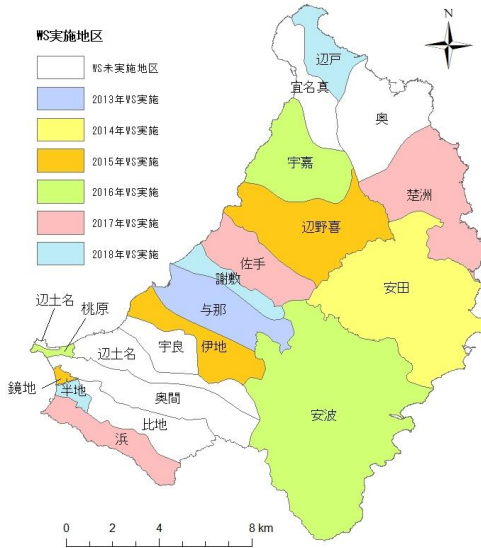 WS実施地区
WS未実施地区
2013年WS実施
2014年WS実施
2015年WS実施
2016年WS実施
2017年WS実施
2018年WS実施
N
辺戸
宜名真
奥
宇嘉
楚洲
辺野喜
佐手
謝敷
安田
与那
辺土名
桃原
辺土名
宇良
伊地
鏡地
半地
奥間
安波
比地
浜
0 2 4 8 km